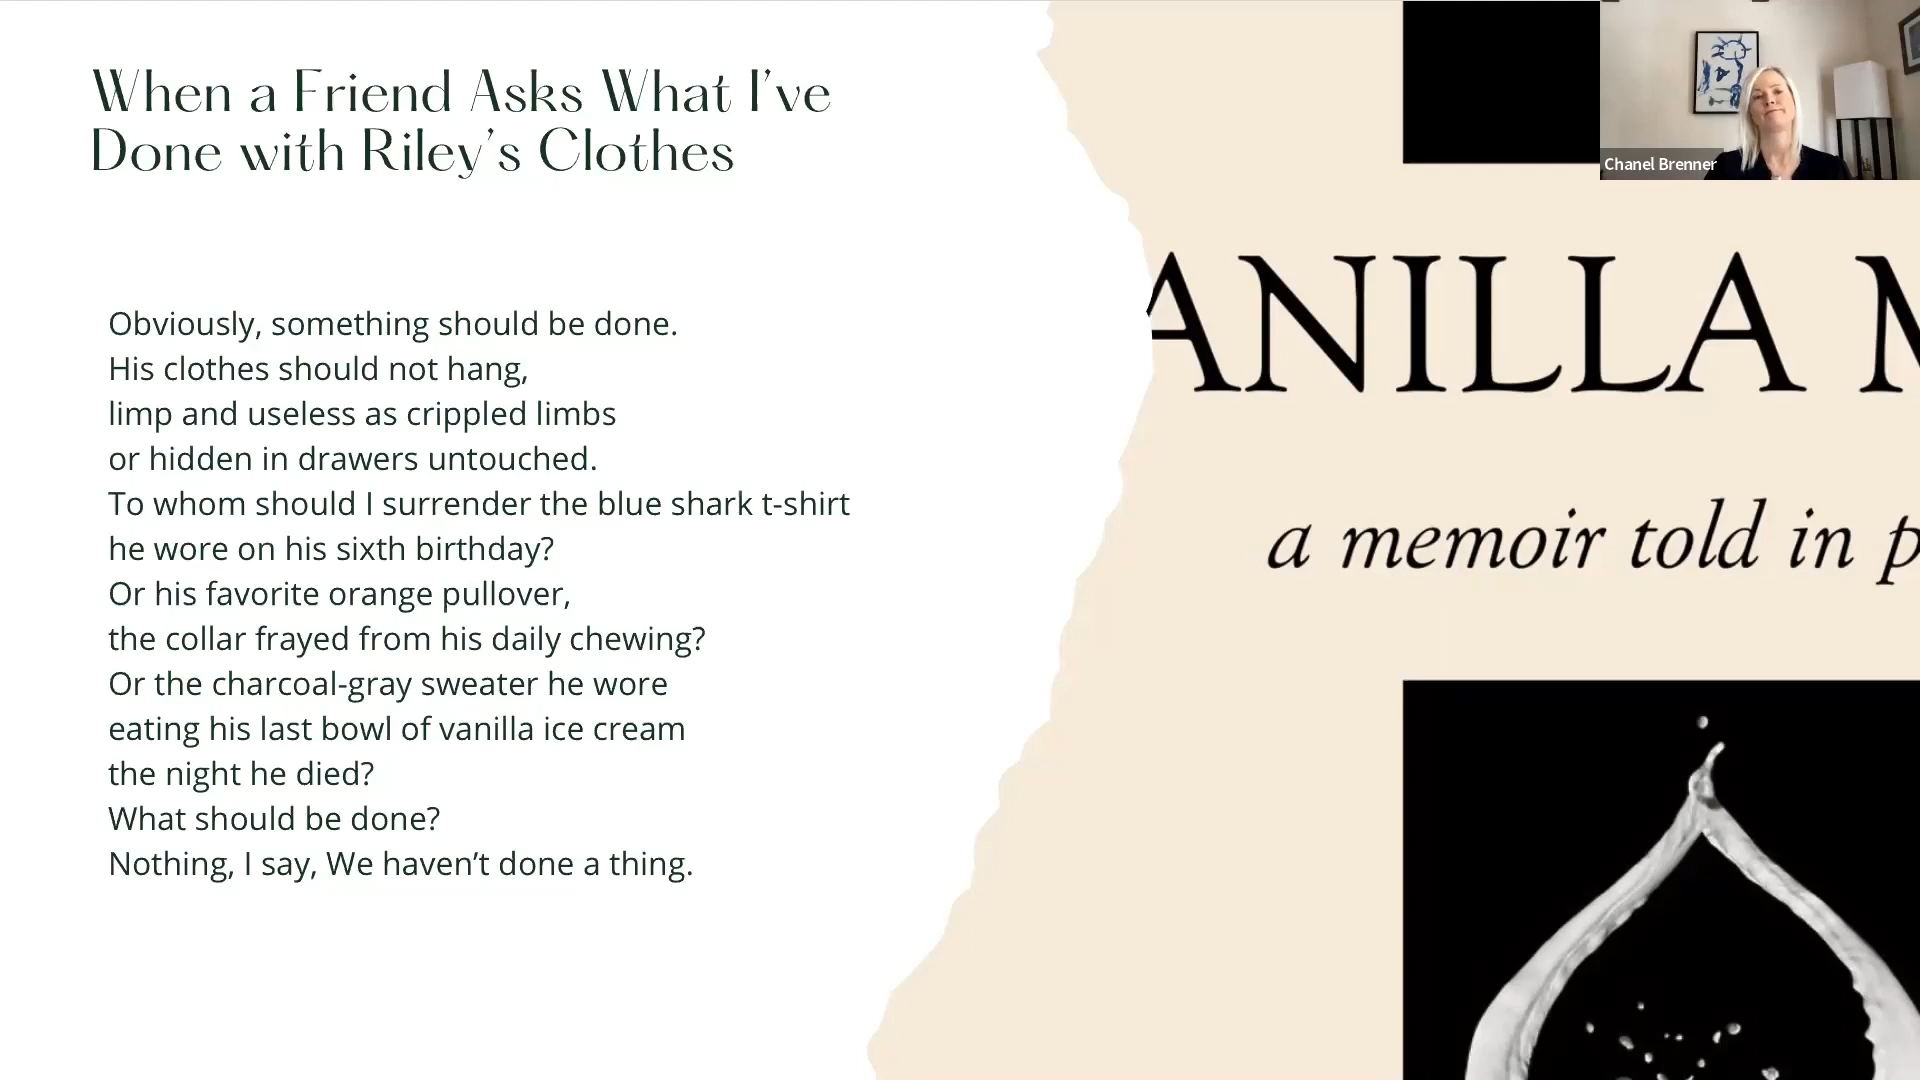 When a Friend Asks What I've
Done with Riley's Clothes
Obviously, something should be done.
His clothes should not hang,
limp and useless as crippled limbs
or hidden in drawers untouched.
To whom should I surrender the blue shark t-shirt
he wore on his sixth birthday?
Or his favorite orange pullover,
the collar frayed from his daily chewing?
Or the charcoal-gray sweater he wore
eating his last bowl of vanilla ice cream
the night he died?
What should be done?
Nothing, I say, We haven't done a thing.
Chanel Brenner
ANILLA M
a memoir told in p